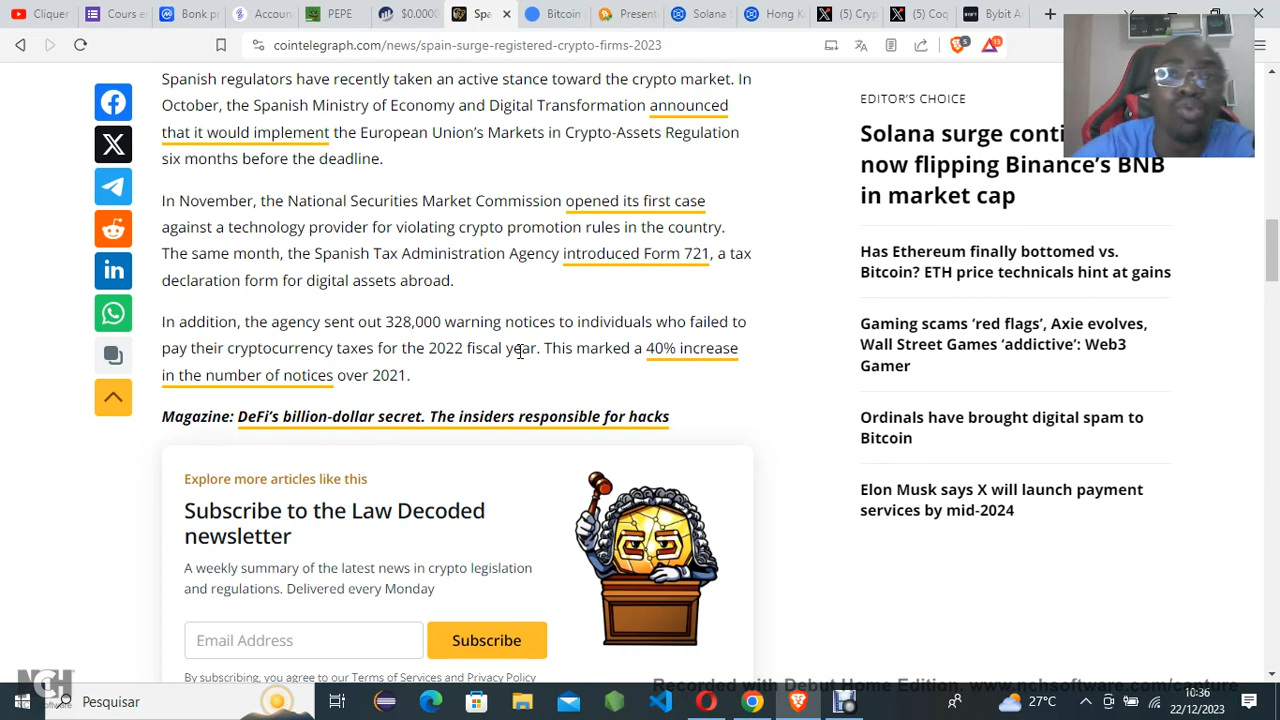 Cliquer
Cours e
Bnk pr
DeFi's
PEPE
$0.0000
Spa
Bitcoin
Present
Solana
Hong K
(5) Cryp
(4) Coq
Bybit A
cointelegraph.com/news/spain-surge-registered-crypto-firms-2023
5
13
Spanish regulators have recently taken an active stance toward the crypto market. In
October, the Spanish Ministry of Economy and Digital Transformation announced
that it would implement the European Union's Markets in Crypto-Assets Regulation
six months before the deadline.
In November, the National Securities Market Commission opened its first case
against a technology provider for violating crypto promotion rules in the country.
The same month, the Spanish Tax Administration Agency introduced Form 721, a tax
declaration form for digital assets abroad.
In addition, the agency sent out 328,000 warning notices to individuals who failed to
pay their cryptocurrency taxes for the 2022 fiscal year. This marked a 40% increase
in the number of notices over 2021.
Magazine: DeFi's billion-dollar secret. The insiders responsible for hacks
Explore more articles like this
Subscribe to the Law Decoded
newsletter
A weekly summary of the latest news in crypto legislation
and regulations. Delivered every Monday
Email Address
Subscribe
By subscribing, you agree to our Terms of Services and Privacy Policy
EDITOR'S CHOICE
Solana surge conti
now flipping Binance's BNB
in market cap
Has Ethereum finally bottomed vs.
Bitcoin? ETH price technicals hint at gains
Gaming scams 'red flags', Axie evolves,
Wall Street Games 'addictive': Web3
Gamer
Ordinals have brought digital spam to
Bitcoin
Elon Musk says X will launch payment
services by mid-2024
NCH
Recorded with Debut Home Edition. www.nchsoftware.com/capture
Pesquisar
27°C
10:36
22/12/2023